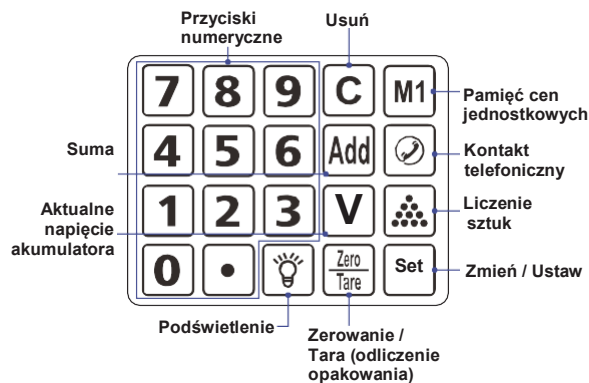 Przyciski
numeryczne
Usuń
7 8 9 C M1
Pamięć cen
jednostkowych
Suma
4 5 6 Add
Kontakt
telefoniczny
Aktualne
napięcie
akumulatora
1 2 3 V
Liczenie
sztuk
0 . Zero Set
Tare
Zmień / Ustaw
Podświetlenie
Zerowanie /
Tara (odliczenie
opakowania)